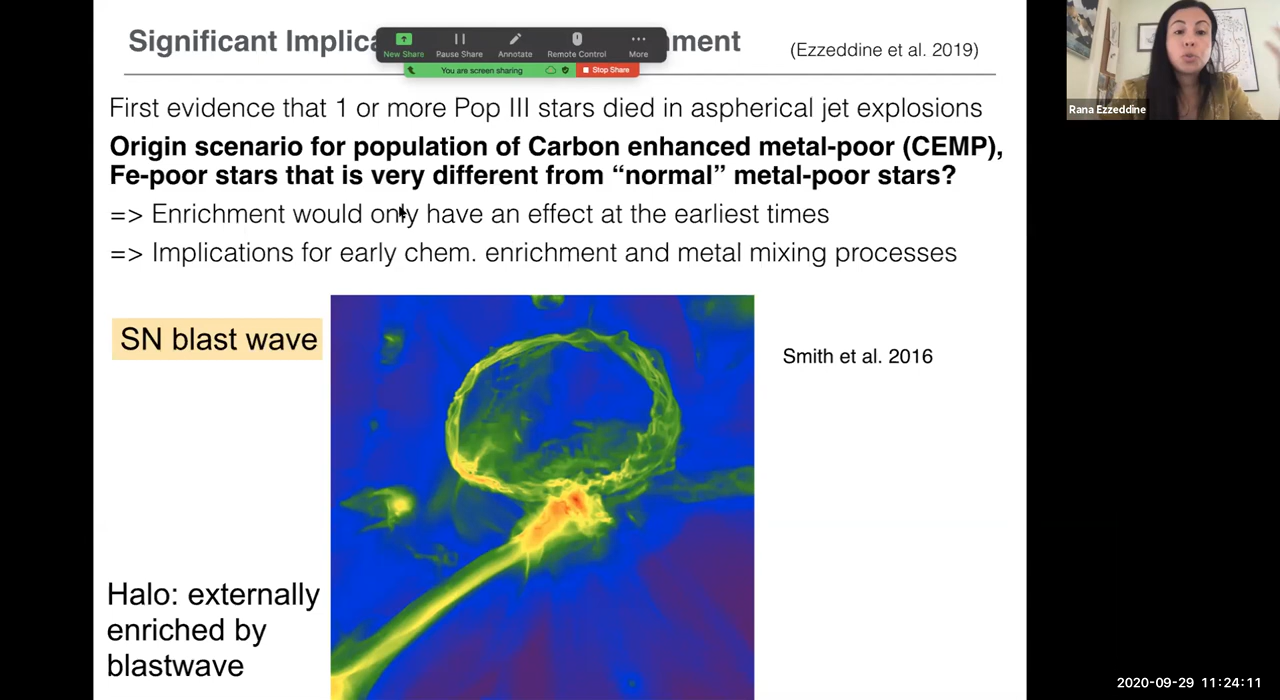 Significant Implica
nment
(Ezzeddine et al. 2019)
New Share
Pause Share
Annotate
Remote Control
More
You are screen sharing
Stop Share
First evidence that 1 or more Pop III stars died in aspherical jet explosions
Origin scenario for population of Carbon enhanced metal-poor (CEMP),
Fe-poor stars that is very different from “normal” metal-poor stars?
=> Enrichment would only have an effect at the earliest times
=> Implications for early chem. enrichment and metal mixing processes
SN blast wave
Smith et al. 2016
Halo: externally
enriched by
blastwave
Rana Ezzeddine
2020-09-29 11:24:11